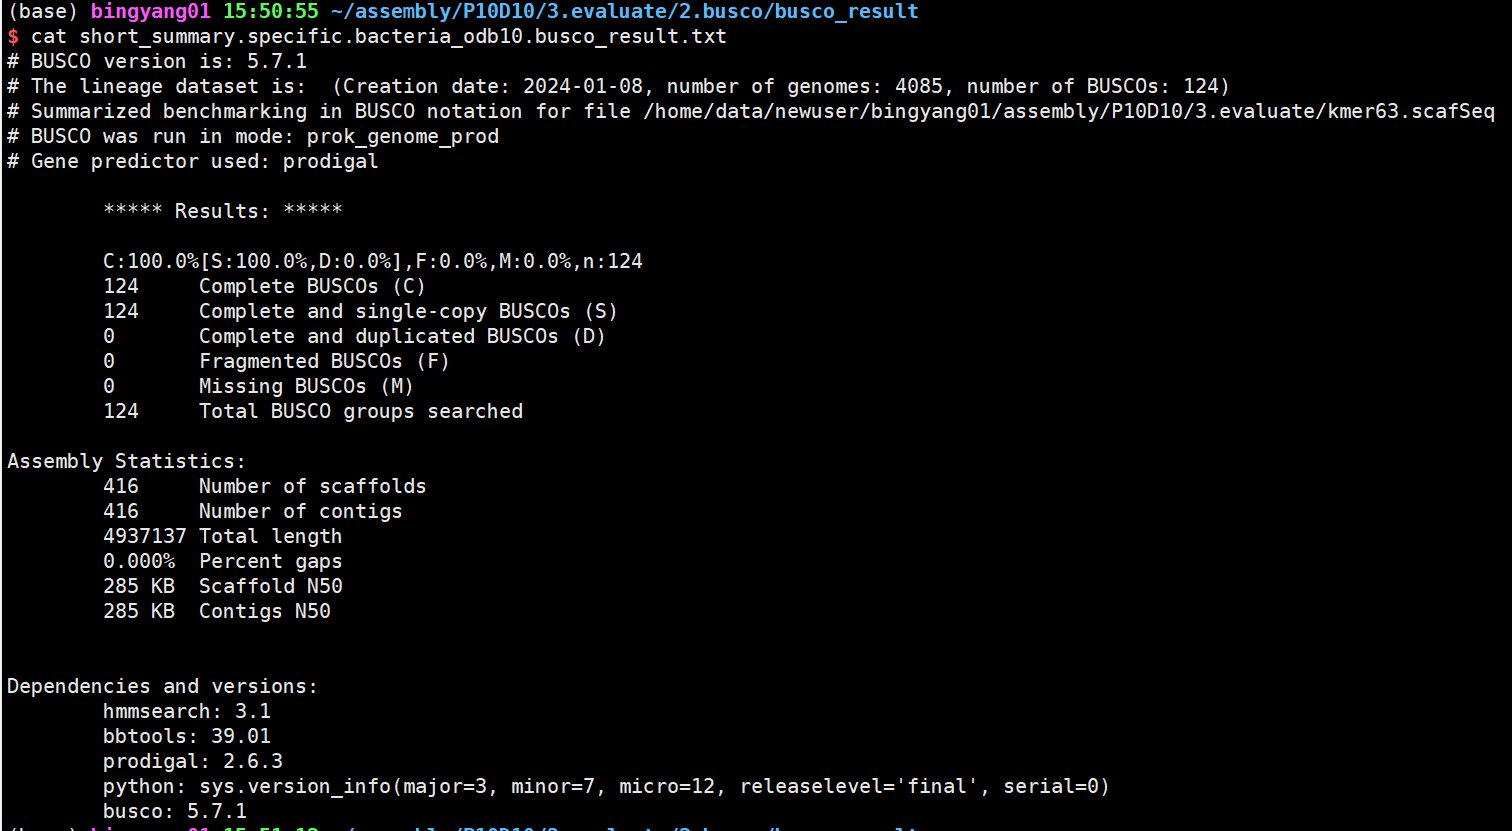 (base) bingyang01 15:50:55 ~/assembly/P10D10/3.evaluate/2.busco/busco_result
$ cat short_summary.specific.bacteria_odb10.busco_result.txt
# BUSCO version is: 5.7.1
# The lineage dataset is:  (Creation date: 2024-01-08, number of genomes: 4085, number of BUSCOs: 124)
# Summarized benchmarking in BUSCO notation for file /home/data/newuser/bingyang01/assembly/P10D10/3.evaluate/kmer63.scafSeq
# BUSCO was run in mode: prok_genome_prod
# Gene predictor used: prodigal
***** Results: *****
C:100.0%[S:100.0%,D:0.0%],F:0.0%,M:0.0%,n:124
124 Complete BUSCOs (C)
124 Complete and single-copy BUSCOs (S)
0 Complete and duplicated BUSCOs (D)
0 Fragmented BUSCOs (F)
0 Missing BUSCOs (M)
124 Total BUSCO groups searched
Assembly Statistics:
416 Number of scaffolds
416 Number of contigs
4937137 Total length
0.000% Percent gaps
285 KB Scaffold N50
285 KB Contigs N50
Dependencies and versions:
hmmsearch: 3.1
bbtools: 39.01
prodigal: 2.6.3
python: sys.version_info(major=3, minor=7, micro=12, releaselevel='final', serial=0)
busco: 5.7.1